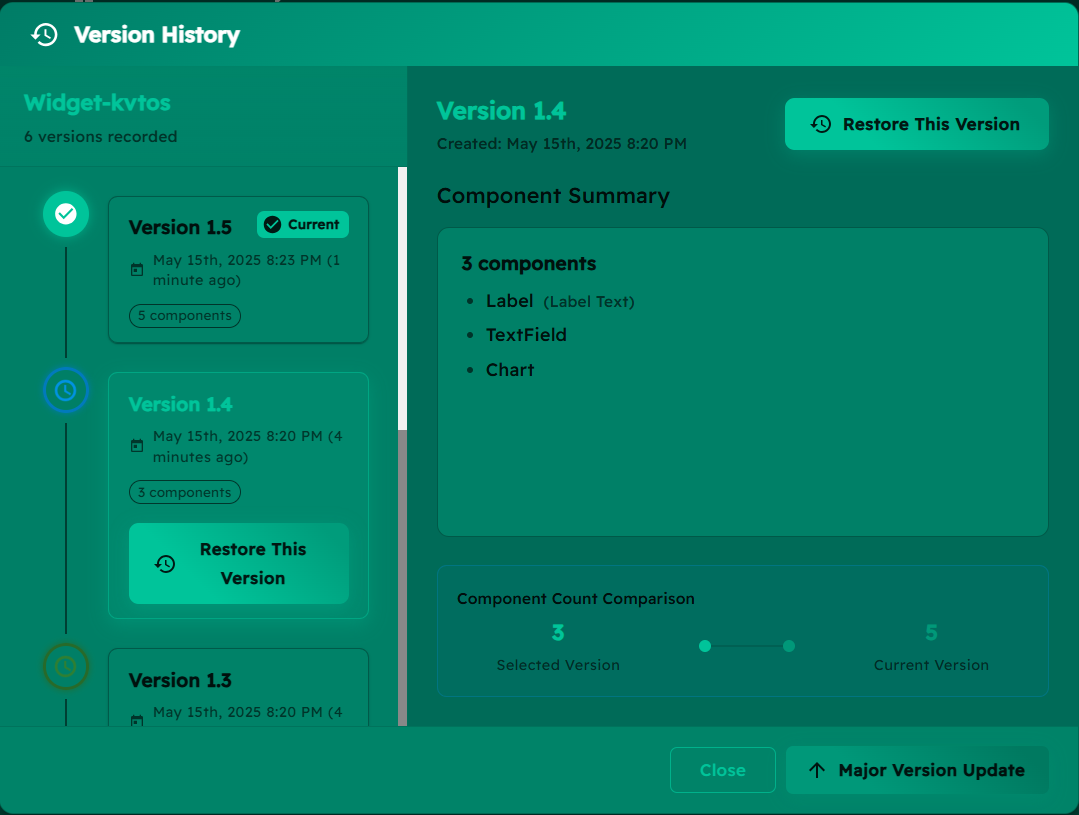 Version History
Widget-kvtos
6 versions recorded
Version 1.5
Current
May 15th, 2025 8:23 PM (1
minute ago)
5 components
Version 1.4
May 15th, 2025 8:20 PM (4
minutes ago)
3 components
Restore This
Version
Version 1.3
May 15th, 2025 8:20 PM (4
Version 1.4
Created: May 15th, 2025 8:20 PM
Restore This Version
Component Summary
3 components
Label (Label Text)
TextField
Chart
Component Count Comparison
3
Selected Version
5
Current Version
Close
Major Version Update